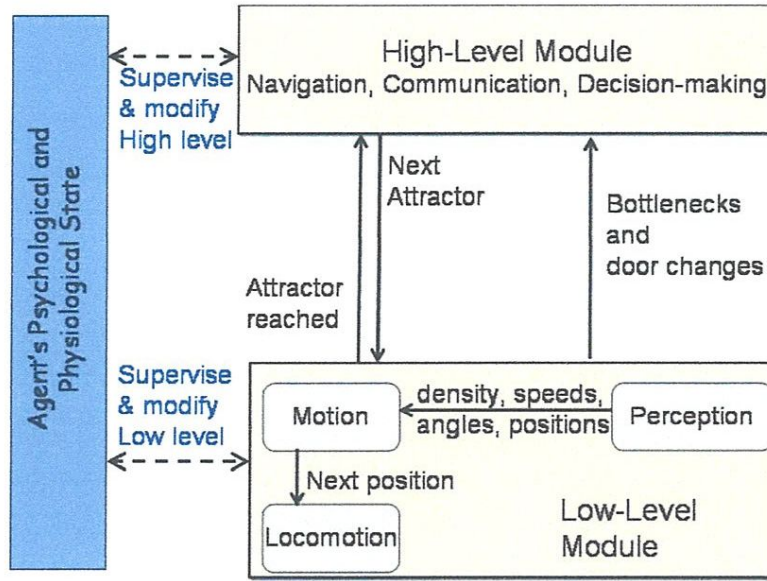 Agent's Psychological and
Physiological State
High-Level Module
Navigation, Communication, Decision-making
Supervise
& modify
High level
Next
Attractor
Bottlenecks
and
door changes
Attractor
reached
Supervise
& modify
Low level
Motion
density, speeds,
angles, positions
Perception
Next position
Locomotion
Low-Level
Module